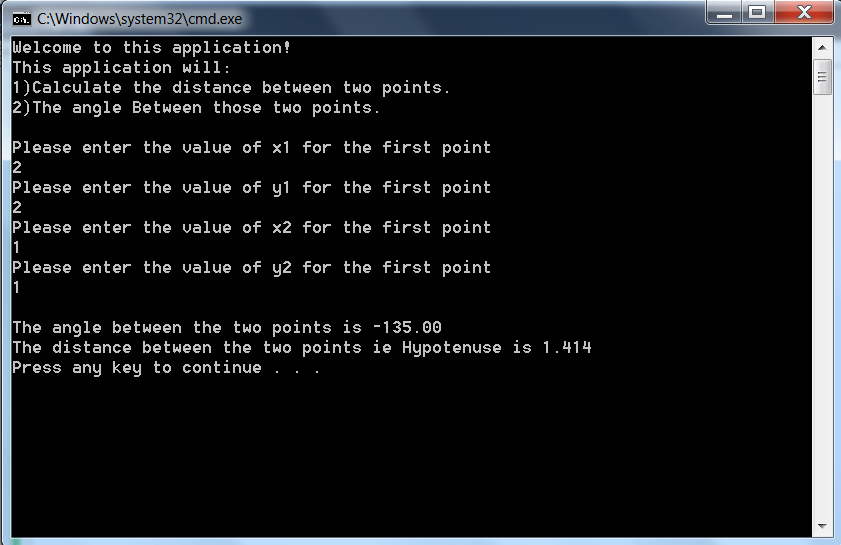 C:\Windows\system32\cmd.exe
Welcome to this application!
This application will:
1)Calculate the distance between two points.
2)The angle Between those two points.
Please enter the value of x1 for the first point
2
Please enter the value of y1 for the first point
2
Please enter the value of x2 for the first point
1
Please enter the value of y2 for the first point
1
The angle between the two points is -135.00
The distance between the two points ie Hypotenuse is 1.414
Press any key to continue . . .